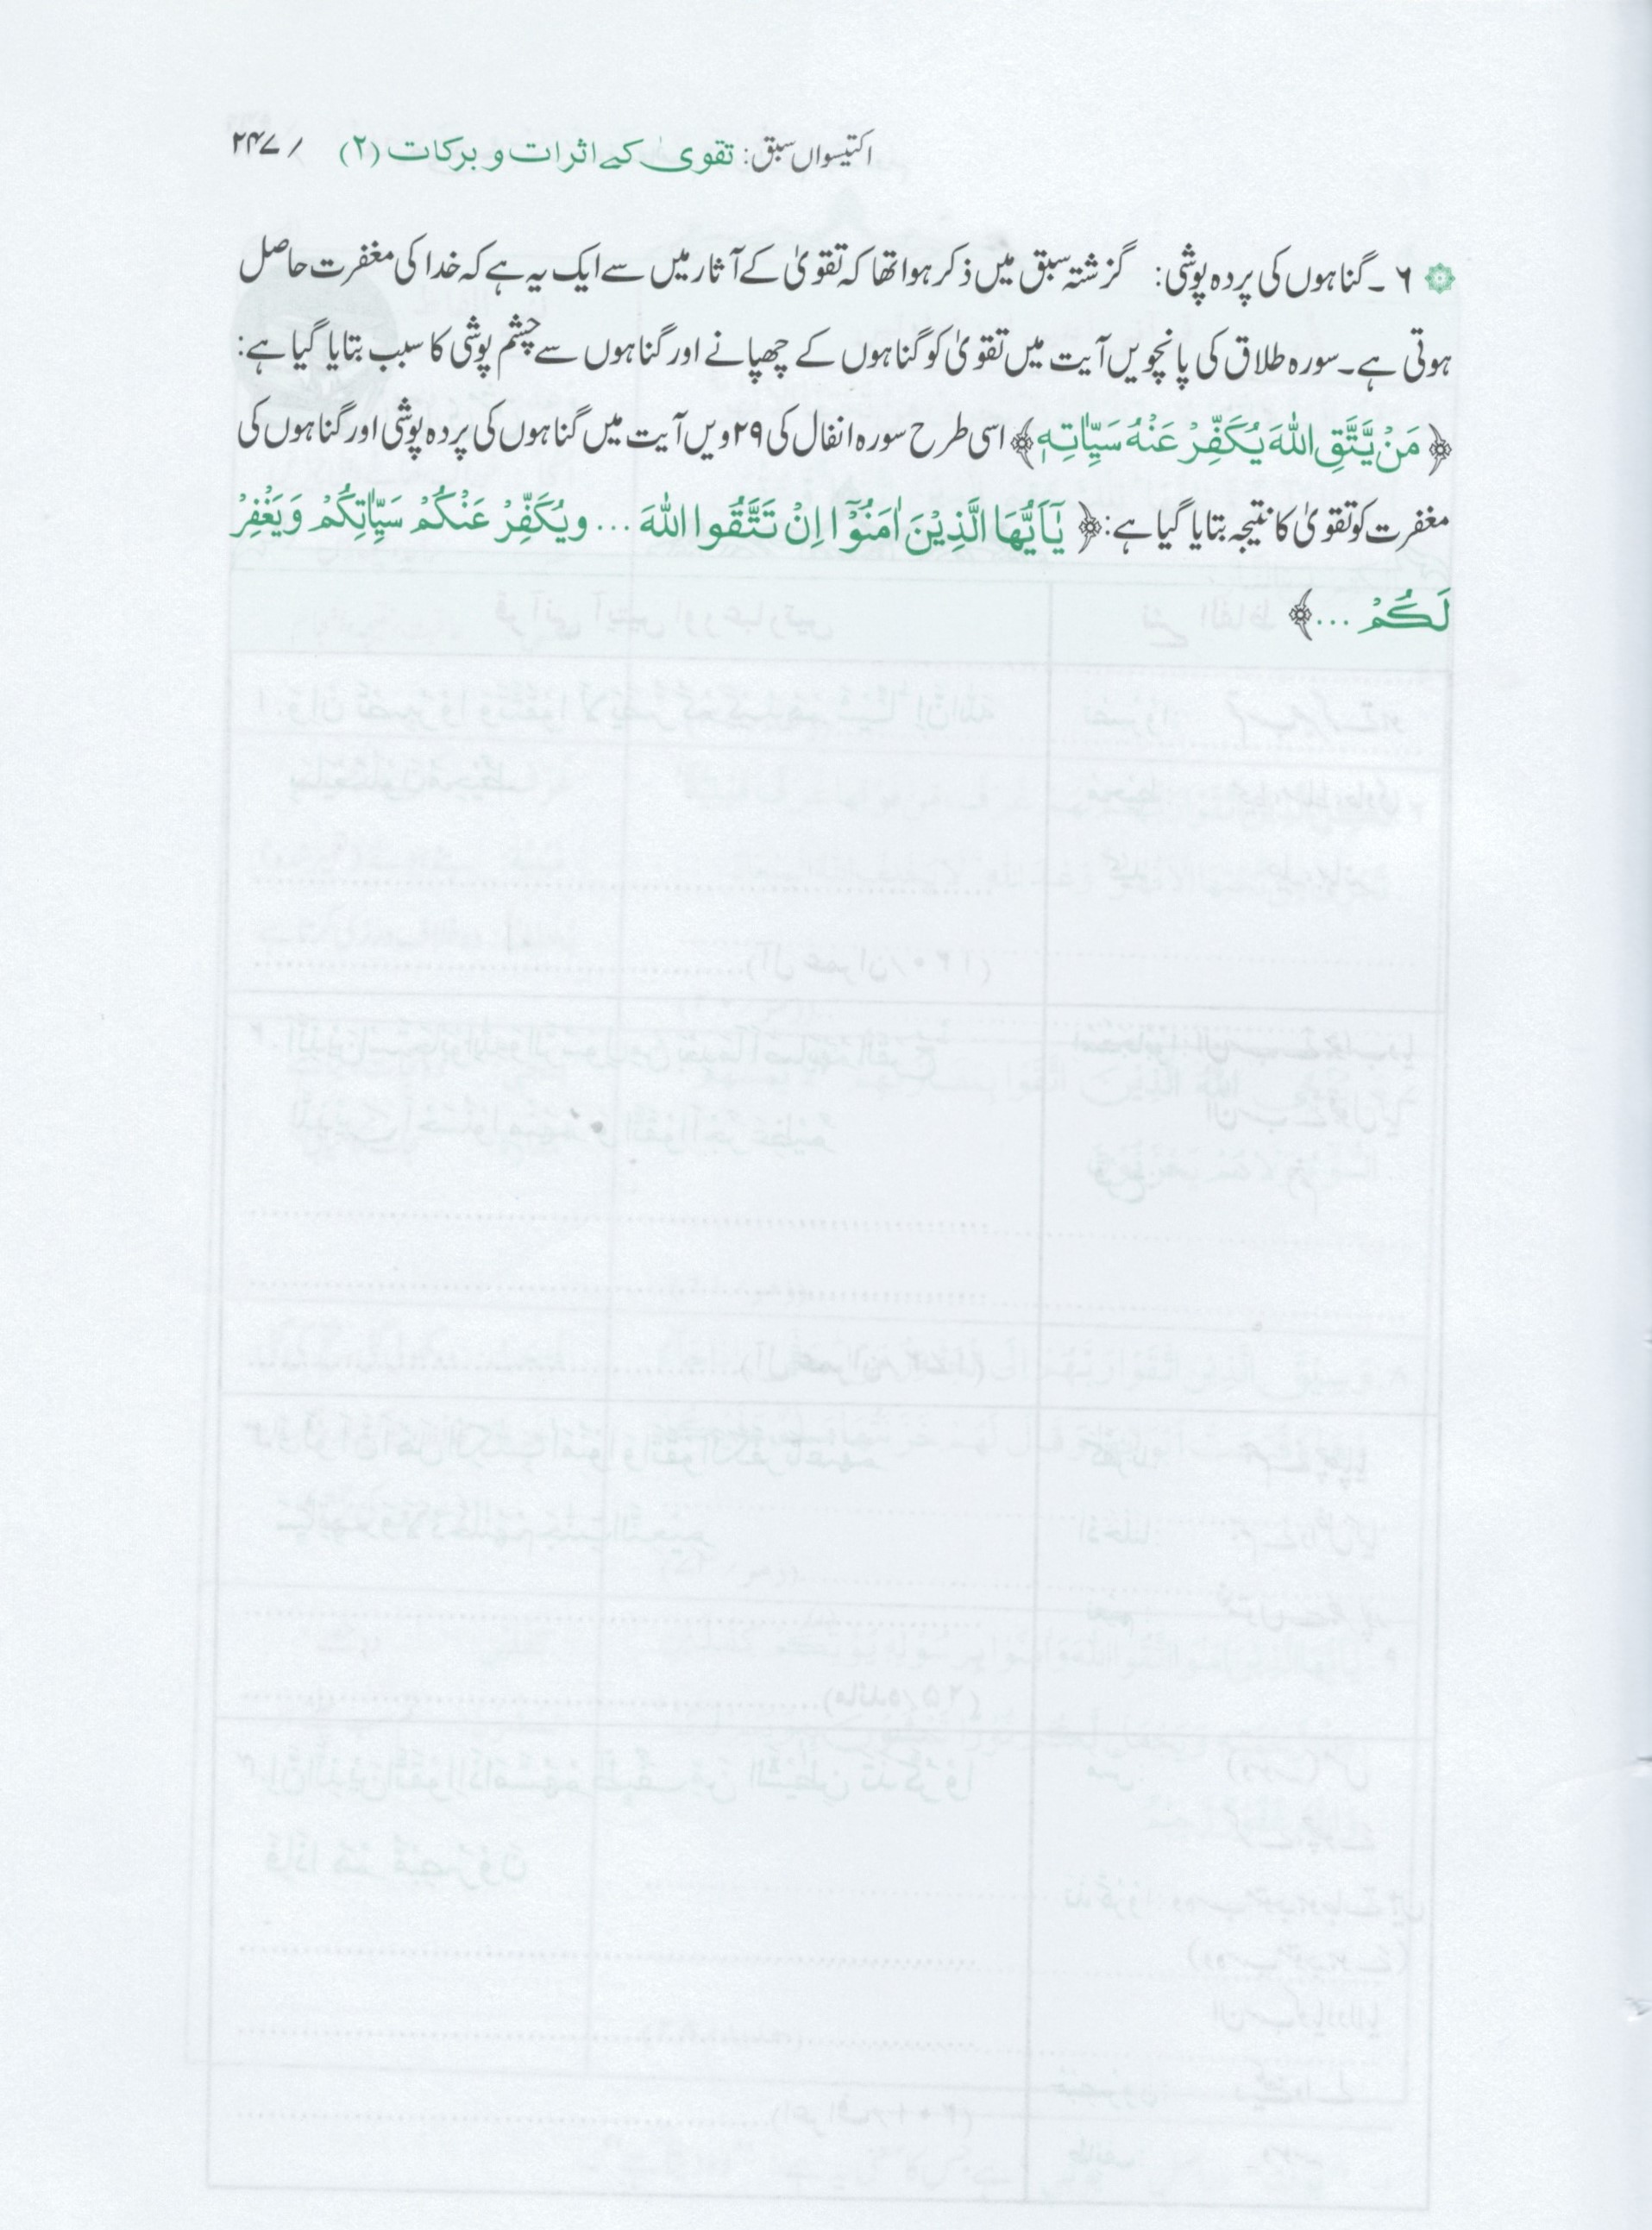 اکتیسواں سبق: تقویٰ کے اثرات و برکات (۲) / ۲۴۷
۶ ۔ گناہوں کی پردہ پوشی: گزشتہ سبق میں ذکر ہوا تھا کہ تقویٰ کے آثار میں سے ایک یہ ہے کہ خدا کی مغفرت حاصل
ہوتی ہے۔ سورہ طلاق کی پانچویں آیت میں تقویٰ کو گناہوں کے چھپانے اور گناہوں سے چشم پوشی کا سبب بتایا گیا ہے:
﴿مَنْ يَّتَّقِ اللّٰهَ يُكَفِّرْ عَنْهُ سَيِّاٰتِهٖ﴾ اسی طرح سورہ انفال کی ۲۹ ویں آیت میں گناہوں کی پردہ پوشی اور گناہوں کی
مغفرت کو تقویٰ کا نتیجہ بتایا گیا ہے: ﴿يٰٓاَيُّهَا الَّذِيْنَ اٰمَنُوْٓا اِنْ تَتَّقُوا اللّٰهَ ... ويُكَفِّرْ عَنْكُمْ سَيِّاٰتِكُمْ وَيَغْفِرْ
لَكُمْ ...﴾